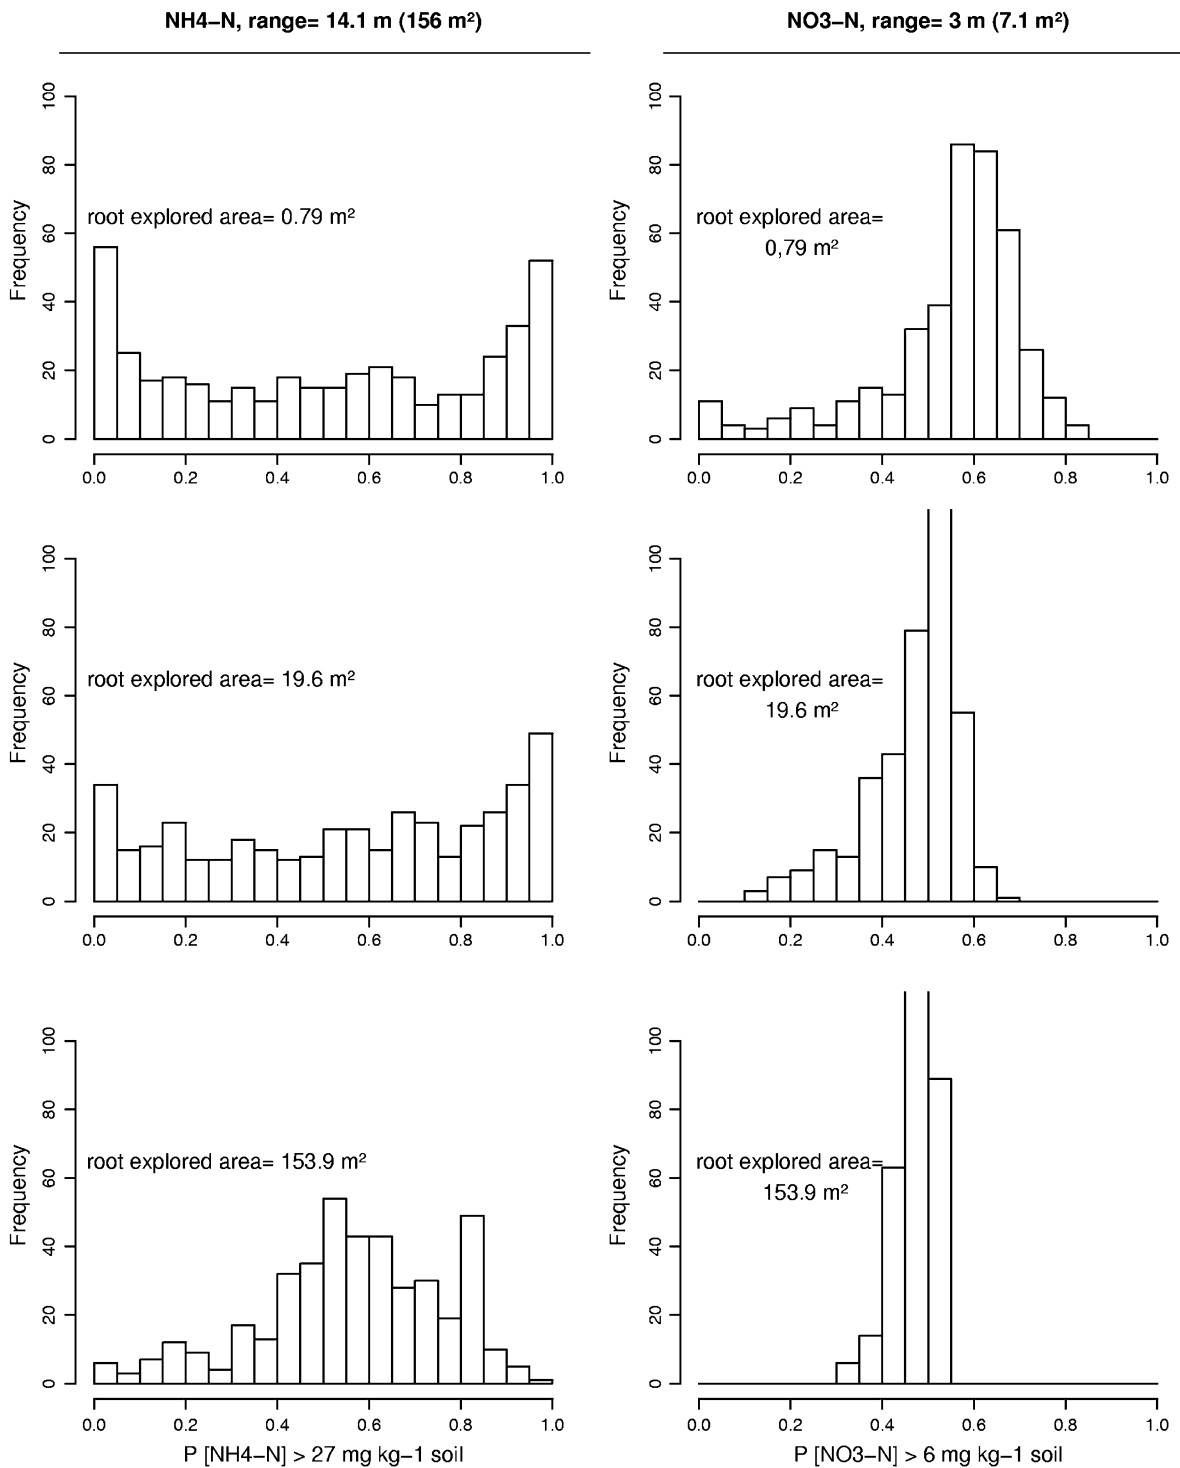 NH4−N, range= 14.1 m (156 m²)
NO3−N, range= 3 m (7.1 m²)
Frequency
0 20 40 60 80 100
root explored area= 0.79 m²
0.0 0.2 0.4 0.6 0.8 1.0
Frequency
0 20 40 60 80 100
root explored area=
0,79 m²
0.0 0.2 0.4 0.6 0.8 1.0
Frequency
0 20 40 60 80 100
root explored area= 19.6 m²
0.0 0.2 0.4 0.6 0.8 1.0
Frequency
0 20 40 60 80 100
root explored area=
19.6 m²
0.0 0.2 0.4 0.6 0.8 1.0
Frequency
0 20 40 60 80 100
root explored area= 153.9 m²
0.0 0.2 0.4 0.6 0.8 1.0
P [NH4−N] > 27 mg kg−1 soil
Frequency
0 20 40 60 80 100
root explored area=
153.9 m²
0.0 0.2 0.4 0.6 0.8 1.0
P [NO3−N] > 6 mg kg−1 soil